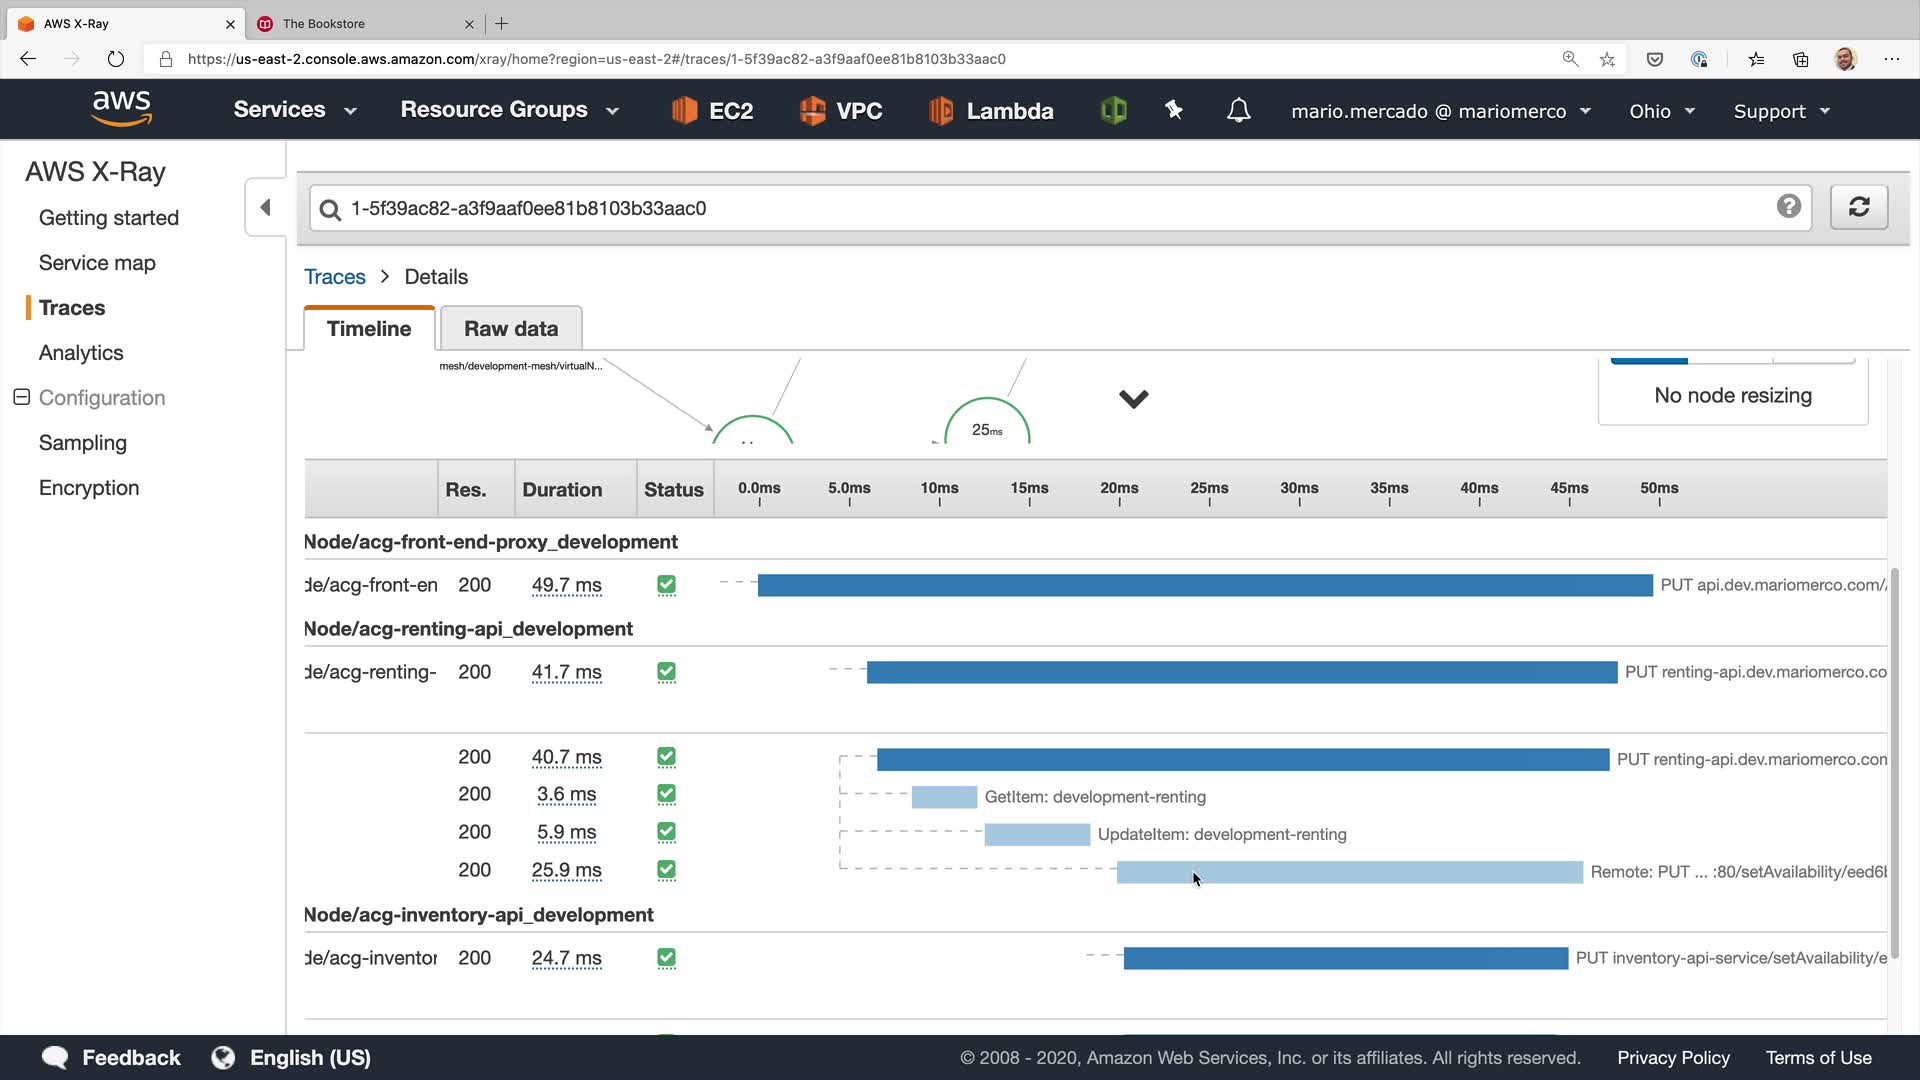 AWS X-Ray
The Bookstore
https://us-east-2.console.aws.amazon.com/xray/home?region=us-east-2#/traces/1-5f39ac82-a3f9aaf0ee81b8103b33aac0
aws
Services
Resource Groups
EC2
VPC
Lambda
mario.mercado @ mariomerco
Ohio
Support
AWS X-Ray
Getting started
Service map
Traces
Analytics
Configuration
Sampling
Encryption
1-5f39ac82-a3f9aaf0ee81b8103b33aac0
Traces > Details
Timeline
Raw data
mesh/development-mesh/virtualN...
25ms
No node resizing
Res. Duration Status 0.0ms 5.0ms 10ms 15ms 20ms 25ms 30ms 35ms 40ms 45ms 50ms
Node/acg-front-end-proxy_development
de/acg-front-en 200 49.7 ms PUT api.dev.mariomerco.com/
Node/acg-renting-api_development
de/acg-renting- 200 41.7 ms PUT renting-api.dev.mariomerco.co
200 40.7 ms PUT renting-api.dev.mariomerco.con
200 3.6 ms GetItem: development-renting
200 5.9 ms UpdateItem: development-renting
200 25.9 ms Remote: PUT ... :80/setAvailability/eed6
Node/acg-inventory-api_development
de/acg-inventor 200 24.7 ms PUT inventory-api-service/setAvailability/e
Feedback
English (US)
© 2008 - 2020, Amazon Web Services, Inc. or its affiliates. All rights reserved.
Privacy Policy
Terms of Use